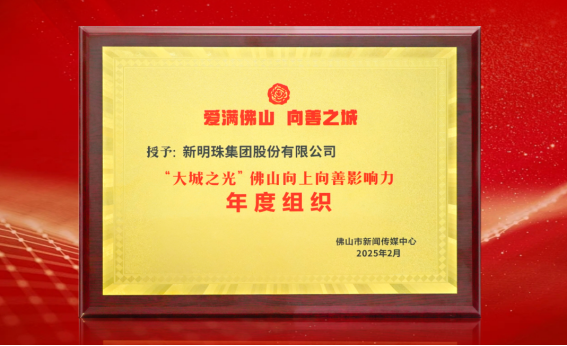 爱满佛山 向善之城
授予: 新明珠集团股份有限公司
“大城之光”佛山向上向善影响力
年度组织
佛山市新闻传媒中心
2025年2月